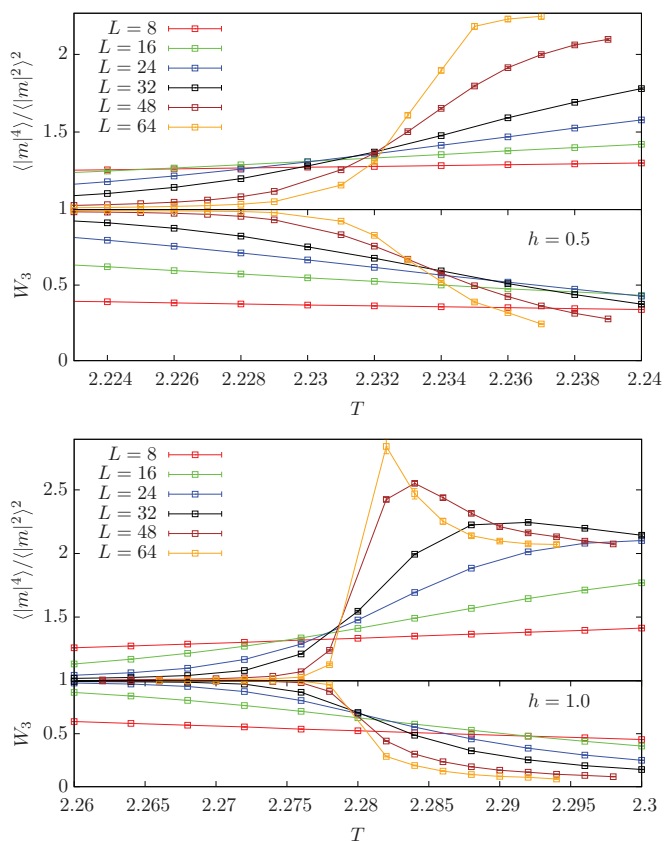 ⟨|m|⁴⟩/⟨|m|²⟩²
2
1
L = 8
L = 16
L = 24
L = 32
L = 48
L = 64
W₃
0.5
0
h = 0.5
2.224 2.226 2.228 2.23 2.232 2.234 2.236 2.238 2.24
T
⟨|m|⁴⟩/⟨|m|²⟩²
2.5
2
1.5
1
L = 8
L = 16
L = 24
L = 32
L = 48
L = 64
W₃
0.5
0
h = 1.0
2.26 2.265 2.27 2.275 2.28 2.285 2.29 2.295 2.3
T